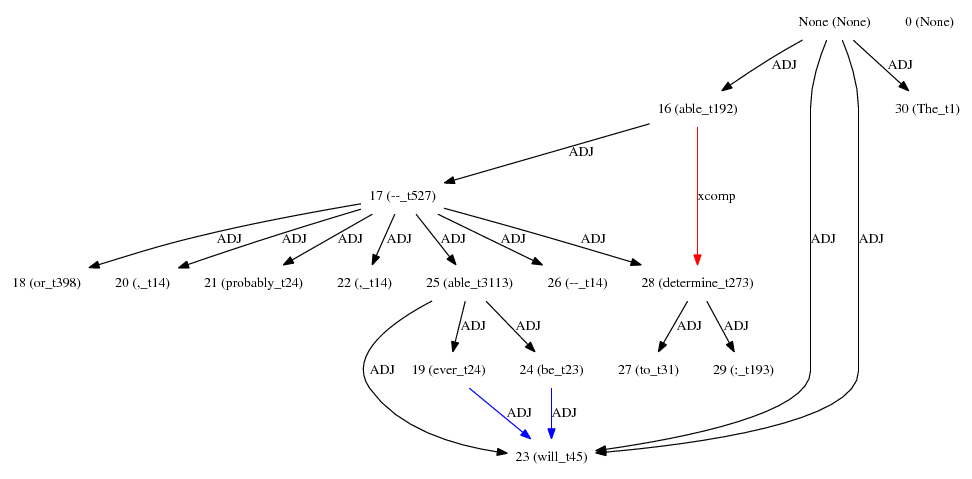 None (None) 0 (None)
ADJ ADJ
16 (able_t192) 30 (The_t1)
ADJ
17 (--_t527) xcomp
ADJ ADJ ADJ ADJ ADJ ADJ ADJ ADJ ADJ
18 (or_t398) 20 (,_t14) 21 (probably_t24) 22 (,_t14) 25 (able_t3113) 26 (--_t14) 28 (determine_t273)
ADJ ADJ ADJ ADJ
ADJ 19 (ever_t24) 24 (be_t23) 27 (to_t31) 29 (:_t193)
ADJ ADJ
23 (will_t45)